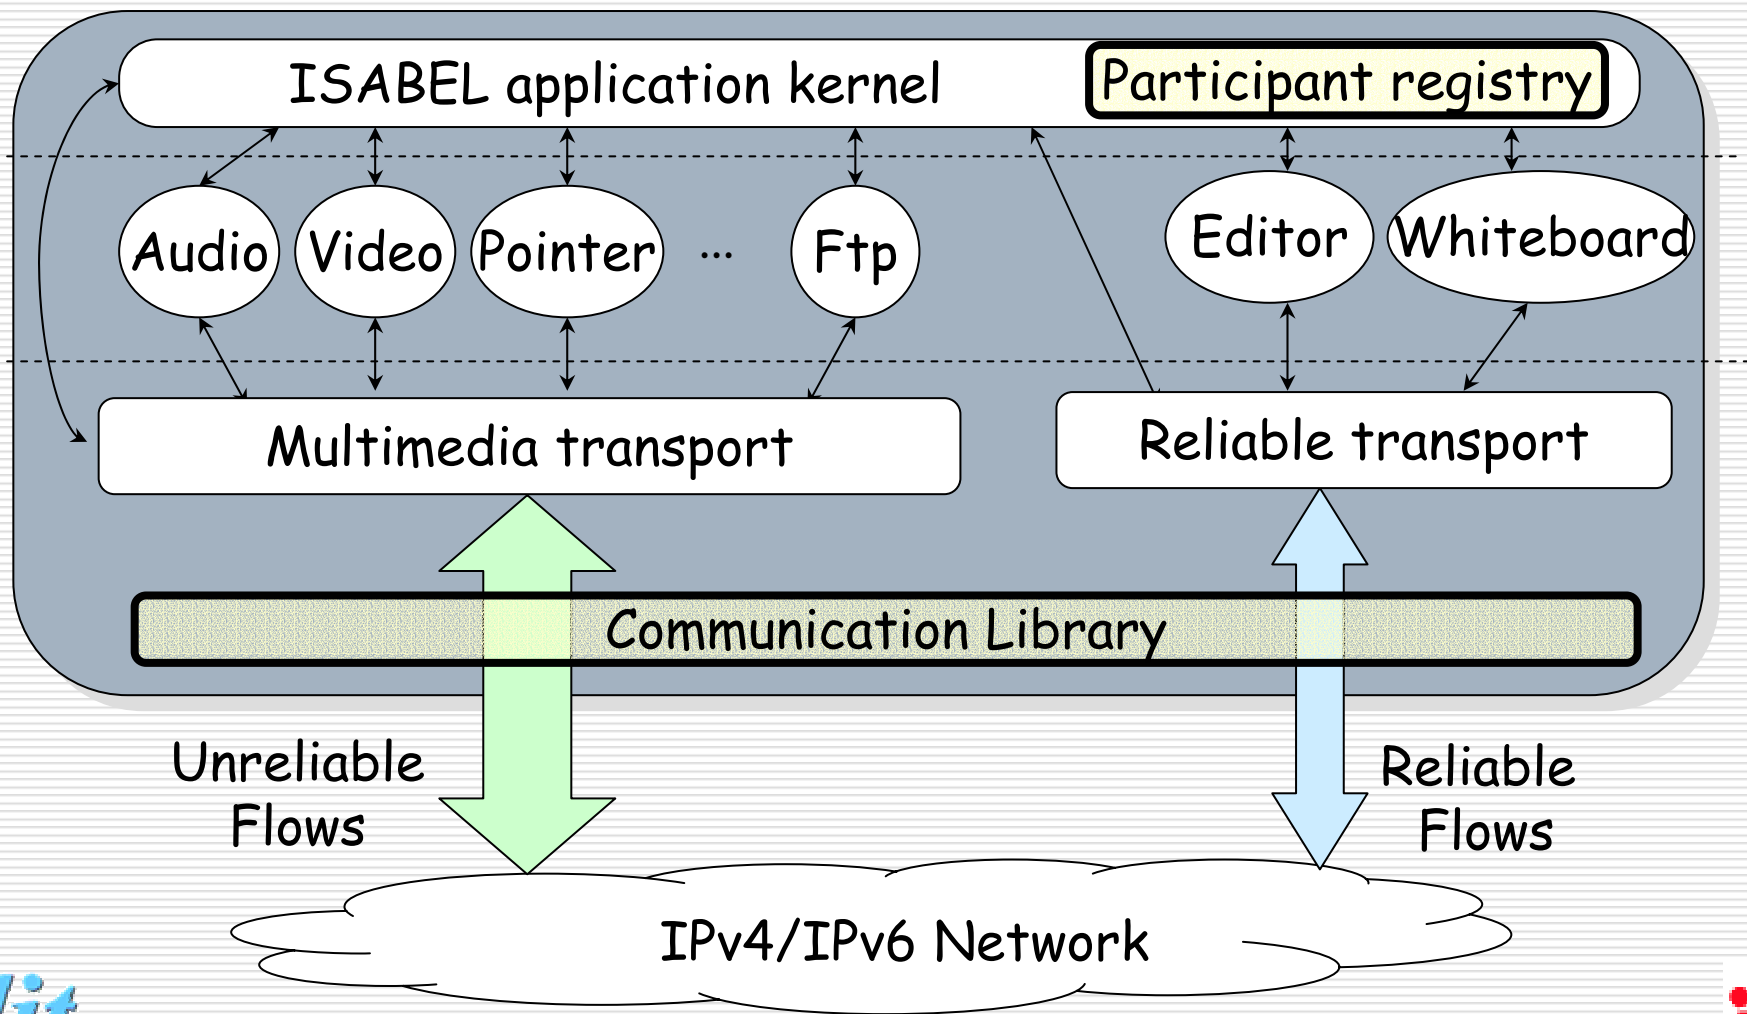 ISABEL application kernel
Participant registry
Audio
Video
Pointer
...
Ftp
Editor
Whiteboard
Multimedia transport
Reliable transport
Communication Library
Unreliable
Flows
Reliable
Flows
IPv4/IPv6 Network